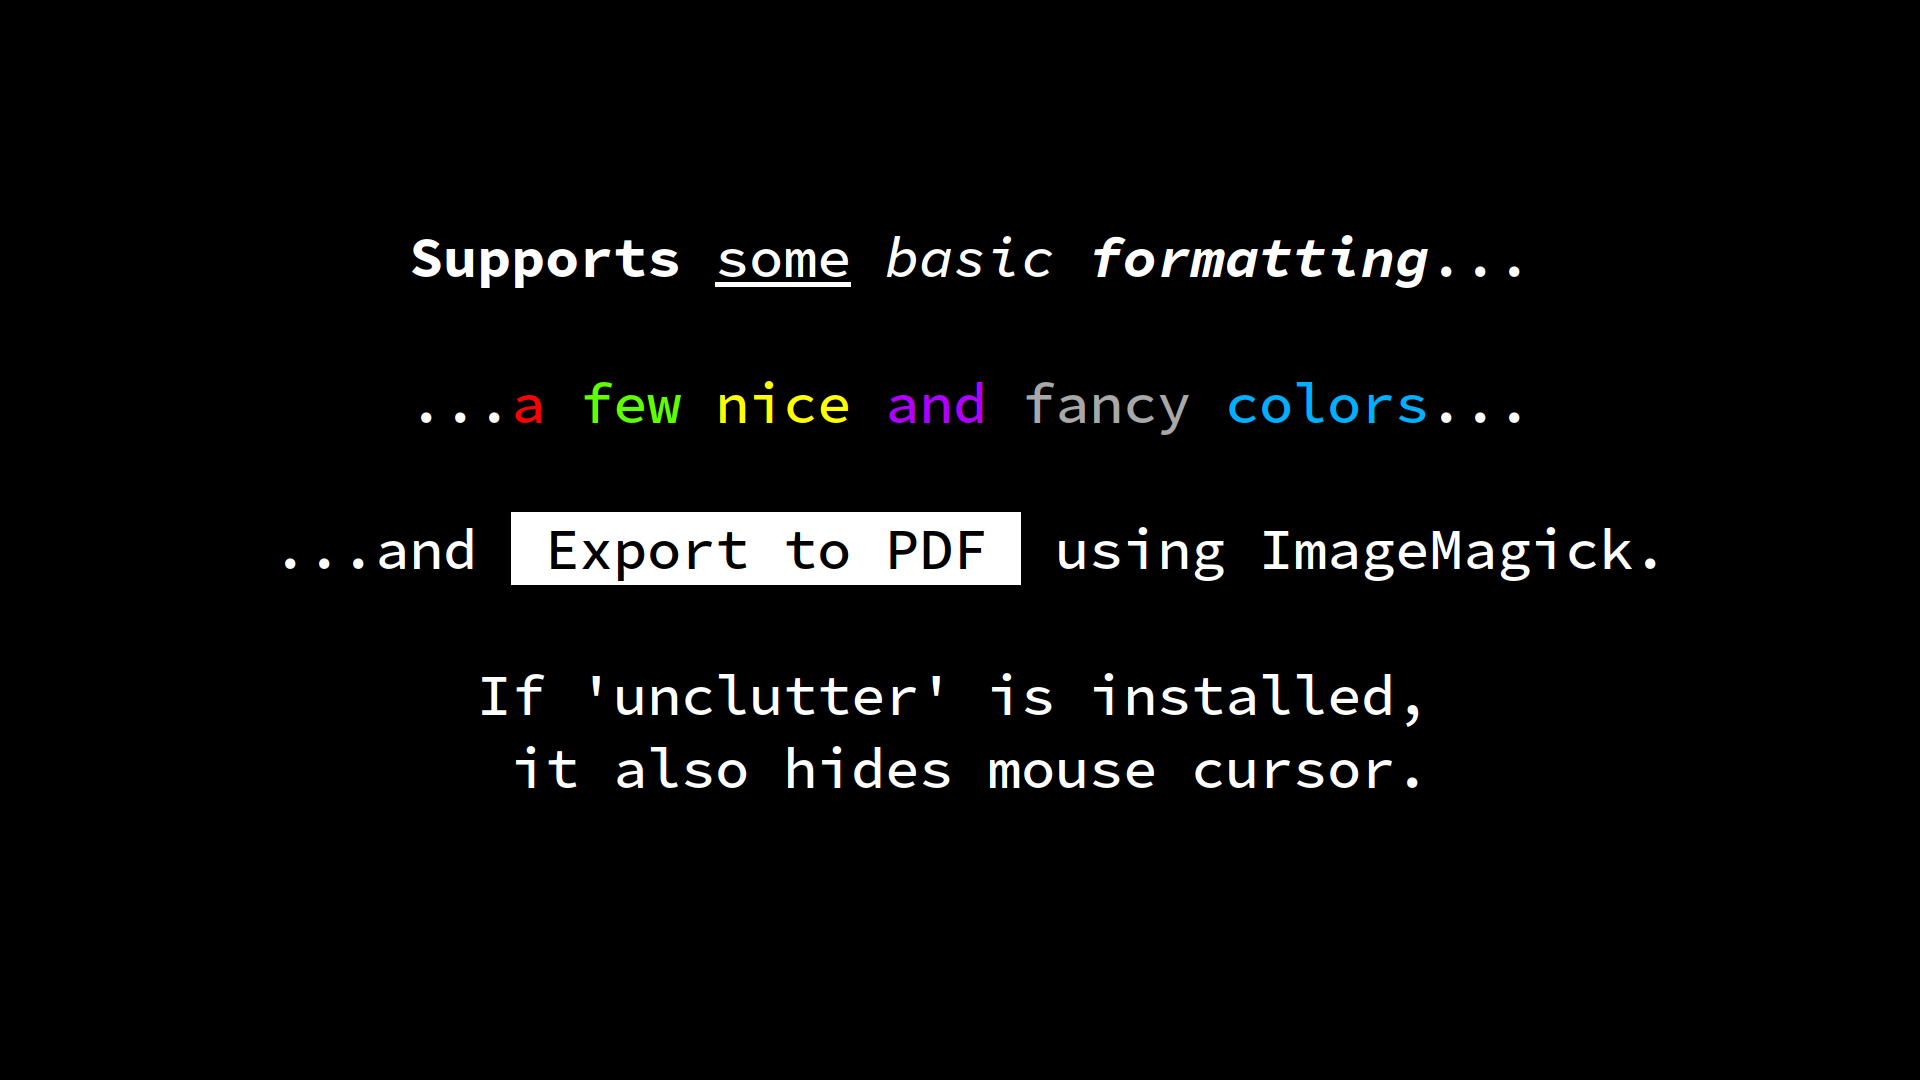 Supports some basic formatting...
...a few nice and fancy colors...
...and Export to PDF using ImageMagick.
If 'unclutter' is installed,
it also hides mouse cursor.